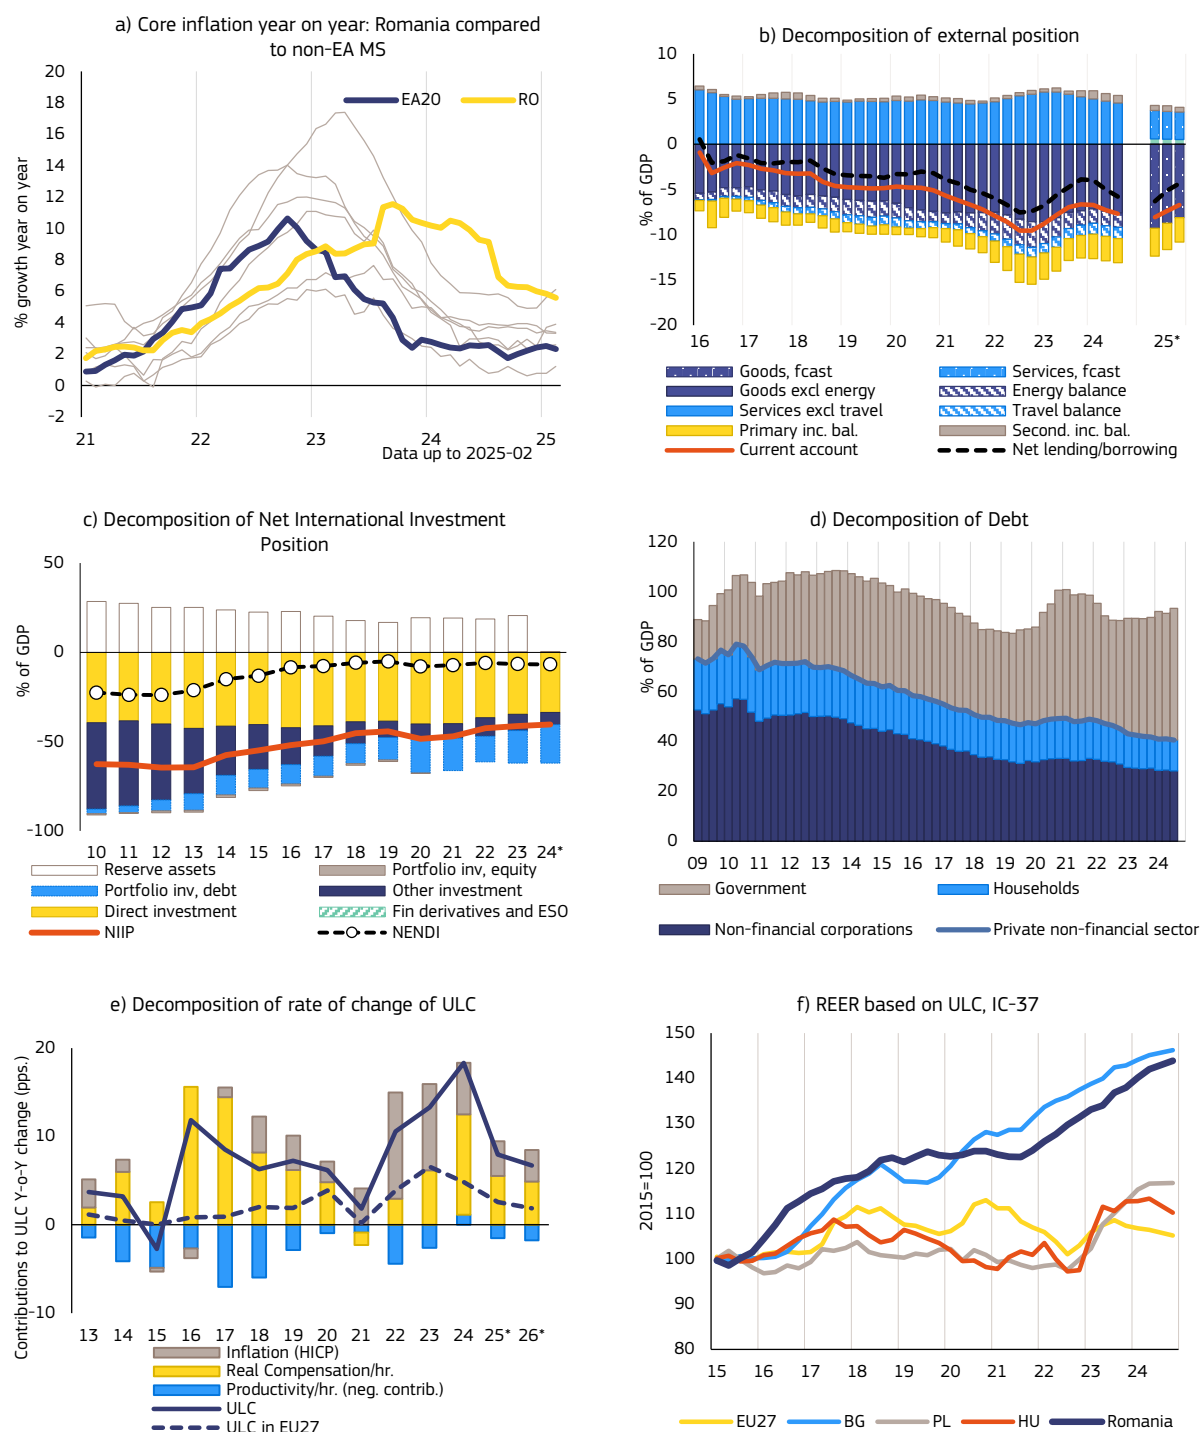 a) Core inflation year on year: Romania compared
to non-EA MS
% growth year on year
20
18
16
14
12
10
8
6
4
2
0
-2
EA20
RO
21
22
23
24
25
Data up to 2025-02
b) Decomposition of external position
% of GDP
10
5
0
-5
-10
-15
-20
16
17
18
19
20
21
22
23
24
25*
Goods, fcast
Services, fcast
Goods excl energy
Energy balance
Services excl travel
Travel balance
Primary inc. bal.
Second. inc. bal.
Current account
Net lending/borrowing
c) Decomposition of Net International Investment
Position
% of GDP
50
0
-50
-100
10
11
12
13
14
15
16
17
18
19
20
21
22
23
24*
Reserve assets
Portfolio inv, equity
Portfolio inv, debt
Other investment
Direct investment
Fin derivatives and ESO
NIIP
NENDI
d) Decomposition of Debt
% of GDP
120
100
80
60
40
20
0
09
10
11
12
13
14
15
16
17
18
19
20
21
22
23
24
Government
Households
Non-financial corporations
Private non-financial sector
e) Decomposition of rate of change of ULC
Contributions to ULC Y-o-Y change (pps.)
20
10
0
-10
13
14
15
16
17
18
19
20
21
22
23
24
25*
26*
Inflation (HICP)
Real Compensation/hr.
Productivity/hr. (neg. contrib.)
ULC
ULC in EU27
f) REER based on ULC, IC-37
2015=100
150
140
130
120
110
100
90
80
15
16
17
18
19
20
21
22
23
24
EU27
BG
PL
HU
Romania